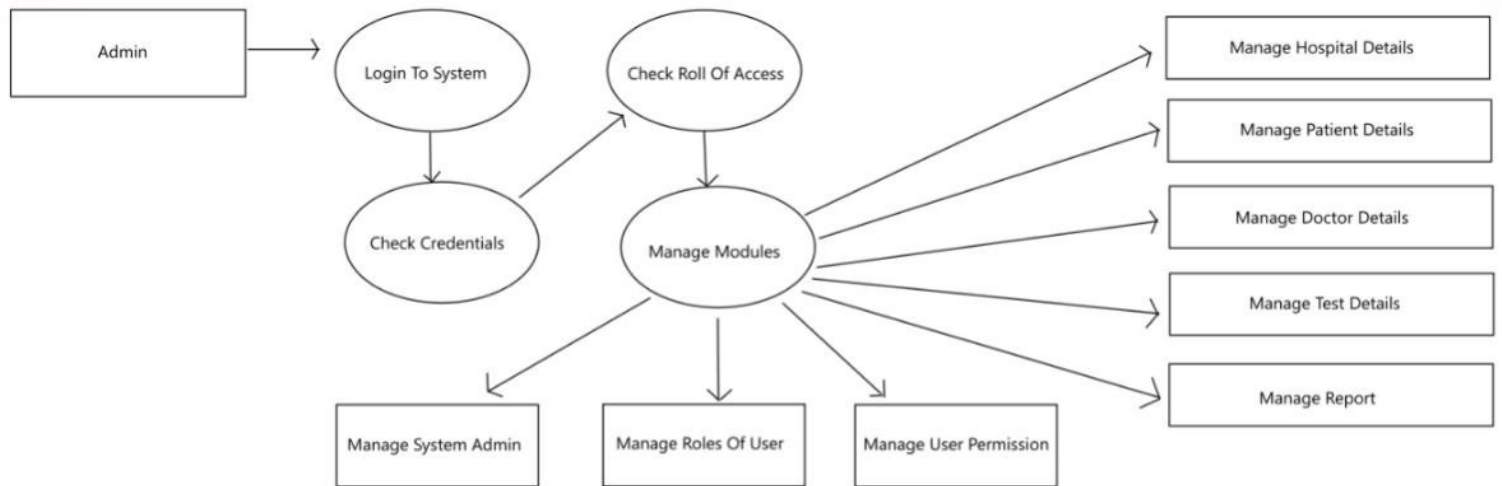 Admin
Login To System
Check Roll Of Access
Manage Hospital Details
Manage Patient Details
Manage Doctor Details
Check Credentials
Manage Modules
Manage Test Details
Manage Report
Manage System Admin
Manage Roles Of User
Manage User Permission